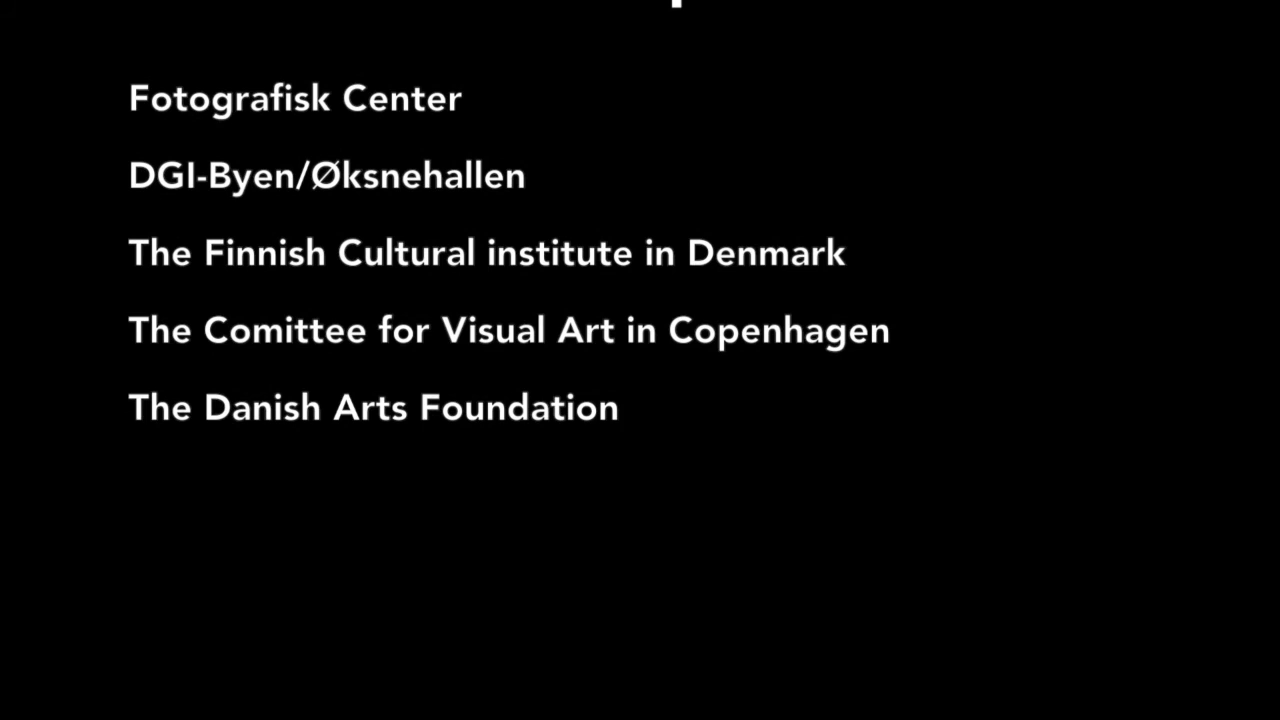 Fotografisk Center
DGI-Byen/Øksnehallen
The Finnish Cultural institute in Denmark
The Comittee for Visual Art in Copenhagen
The Danish Arts Foundation